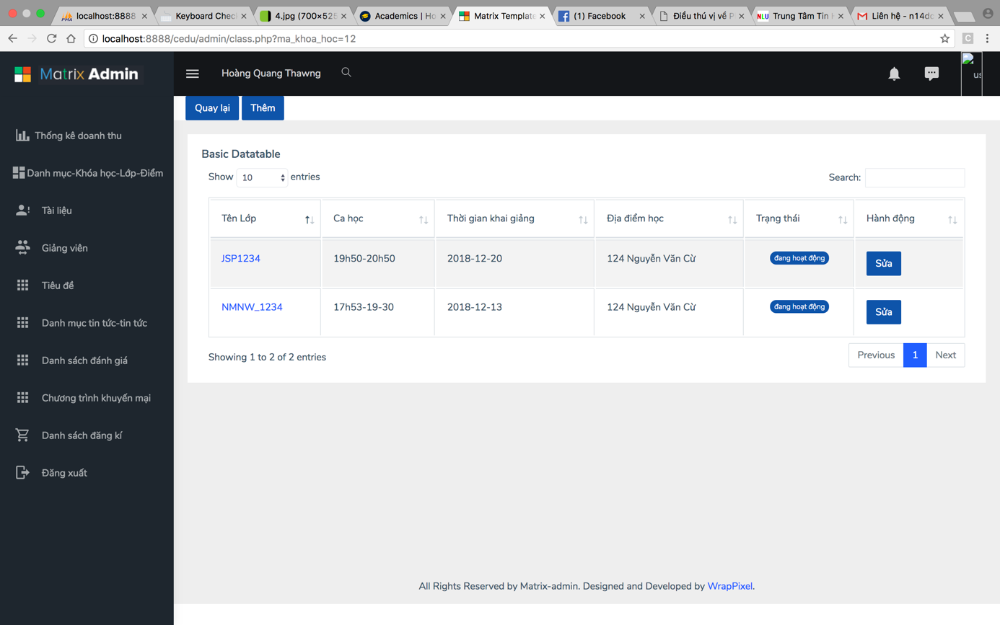 localhost:8888 Keyboard Chec 4.jpg (700×525 Academics | Ho Matrix Template (1) Facebook Điều thú vị về P NLU Trung Tâm Tin H Liên hệ - n14dc
localhost:8888/cedu/admin/class.php?ma_khoa_hoc=12
Matrix Admin
Hoàng Quang Thawng
us
Quay lại Thêm
Thống kê doanh thu
Danh mục-Khóa học-Lớp-Điểm
Tài liệu
Giảng viên
Tiêu đề
Danh mục tin tức-tin tức
Danh sách đánh giá
Chương trình khuyến mại
Danh sách đăng kí
Đăng xuất
Basic Datatable
Show 10 entries Search:
Tên Lớp Ca học Thời gian khai giảng Địa điểm học Trạng thái Hành động
JSP1234 19h50-20h50 2018-12-20 124 Nguyễn Văn Cừ đang hoạt động Sửa
NMNW_1234 17h53-19-30 2018-12-13 124 Nguyễn Văn Cừ đang hoạt động Sửa
Showing 1 to 2 of 2 entries Previous 1 Next
All Rights Reserved by Matrix-admin. Designed and Developed by WrapPixel.